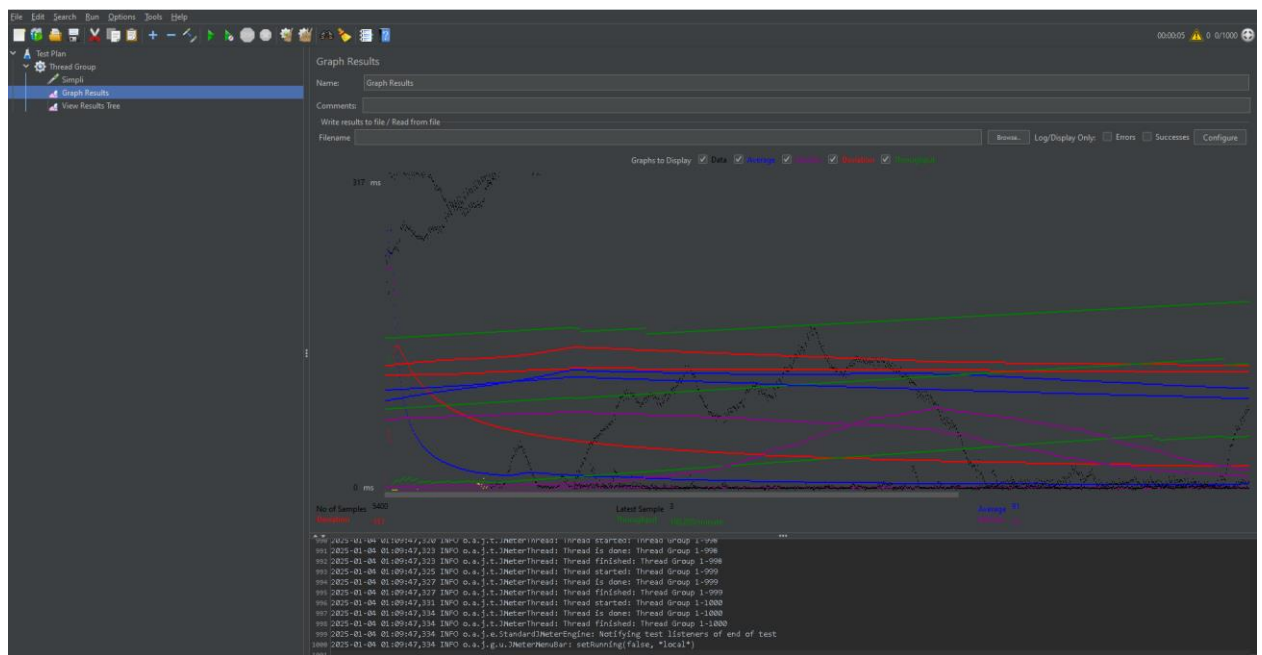 File Edit Search Run Options Tools Help
00:00:05 0 0/1000
Test Plan
Thread Group
Simpli
Graph Results
View Results Tree
Graph Results
Name: Graph Results
Comments:
Write results to file / Read from file
Filename Browse... Log/Display Only: Errors Successes Configure
Graphs to Display Data Average Deviation
317 ms
0 ms
No of Samples 5400 Latest Sample 3 Average 81
Deviation
991 2025-01-04 01:09:47,323 INFO o.a.j.t.JMeterThread: Thread is done: Thread Group 1-998
992 2025-01-04 01:09:47,323 INFO o.a.j.t.JMeterThread: Thread finished: Thread Group 1-998
993 2025-01-04 01:09:47,325 INFO o.a.j.t.JMeterThread: Thread started: Thread Group 1-999
994 2025-01-04 01:09:47,327 INFO o.a.j.t.JMeterThread: Thread is done: Thread Group 1-999
995 2025-01-04 01:09:47,327 INFO o.a.j.t.JMeterThread: Thread finished: Thread Group 1-999
996 2025-01-04 01:09:47,331 INFO o.a.j.t.JMeterThread: Thread started: Thread Group 1-1000
997 2025-01-04 01:09:47,334 INFO o.a.j.t.JMeterThread: Thread is done: Thread Group 1-1000
998 2025-01-04 01:09:47,334 INFO o.a.j.t.JMeterThread: Thread finished: Thread Group 1-1000
999 2025-01-04 01:09:47,334 INFO o.a.j.e.StandardJMeterEngine: Notifying test listeners of end of test
1000 2025-01-04 01:09:47,334 INFO o.a.j.g.u.JMeterMenuBar: setRunning(false, *local*)